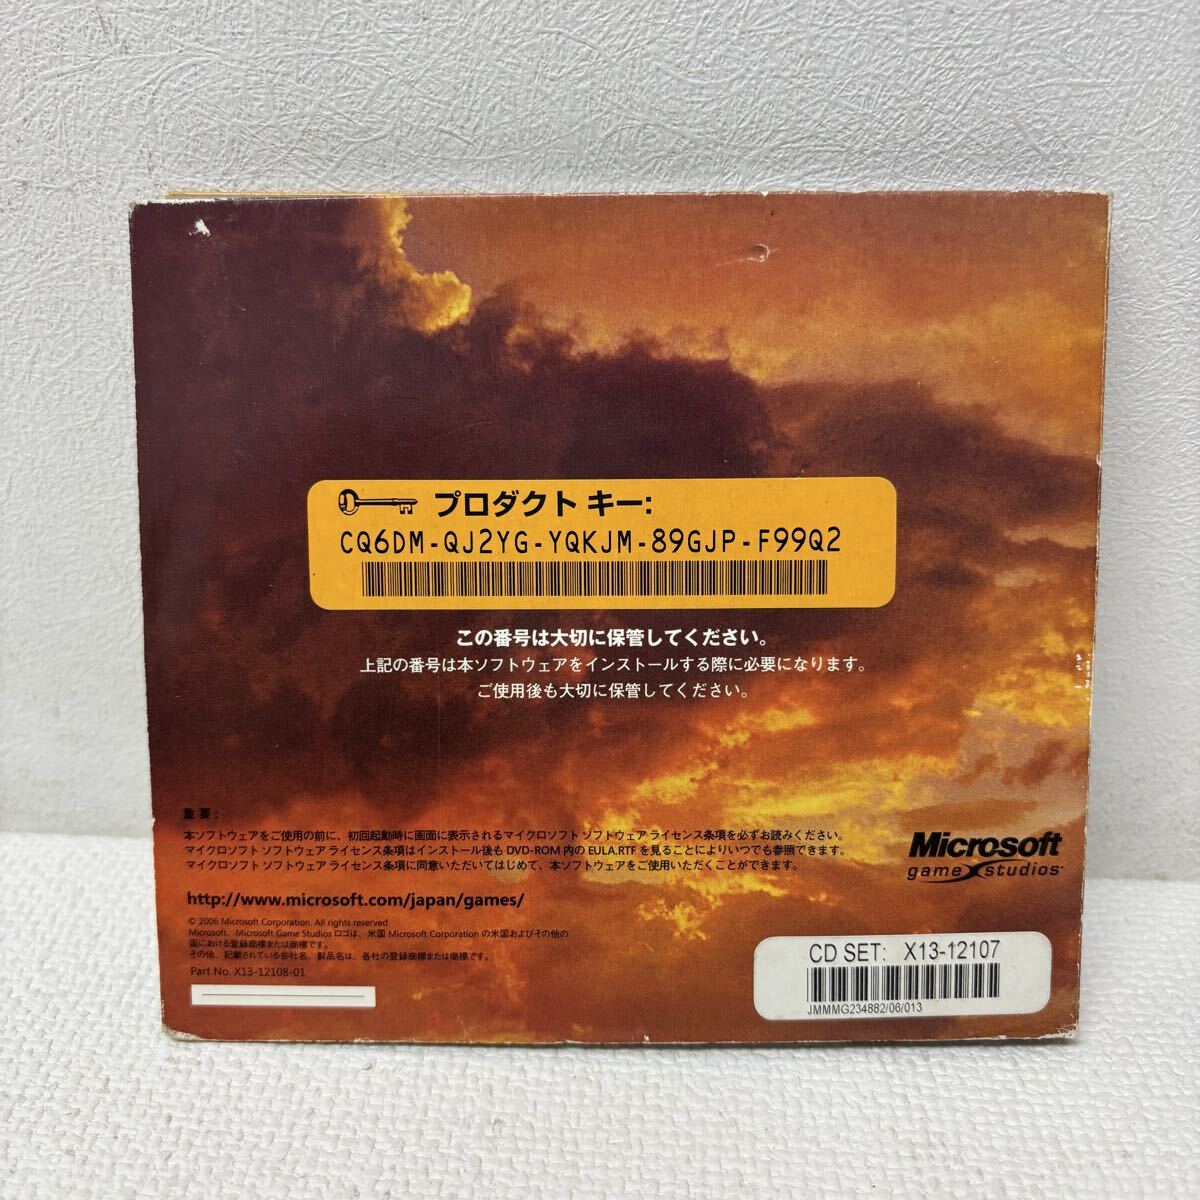 プロダクト キー:
CQ6DM-QJ2YG-YQKJM-89GJP-F99Q2
この番号は大切に保管してください。
上記の番号は本ソフトウェアをインストールする際に必要になります。
ご使用後も大切に保管してください。
重要:
本ソフトウェアをご使用の前に、初回起動時に画面に表示されるマイクロソフト ソフトウェア ライセンス条項を必ずお読みください。
マイクロソフト ソフトウェア ライセンス条項はインストール後も DVD-ROM 内の EULA.RTF を見ることによりいつでも参照できます。
マイクロソフト ソフトウェア ライセンス条項に同意いただいてはじめて、本ソフトウェアをご使用いただくことができます。
http://www.microsoft.com/japan/games/
© 2006 Microsoft Corporation. All rights reserved.
Microsoft、Microsoft Game Studios ロゴは、米国 Microsoft Corporation の米国およびその他の
国における登録商標または商標です。
その他、記載されている会社名、製品名は、各社の登録商標または商標です。
Part No. X13-12108-01
Microsoft
game studios
CD SET: X13-12107
JMMMG234882/06/013